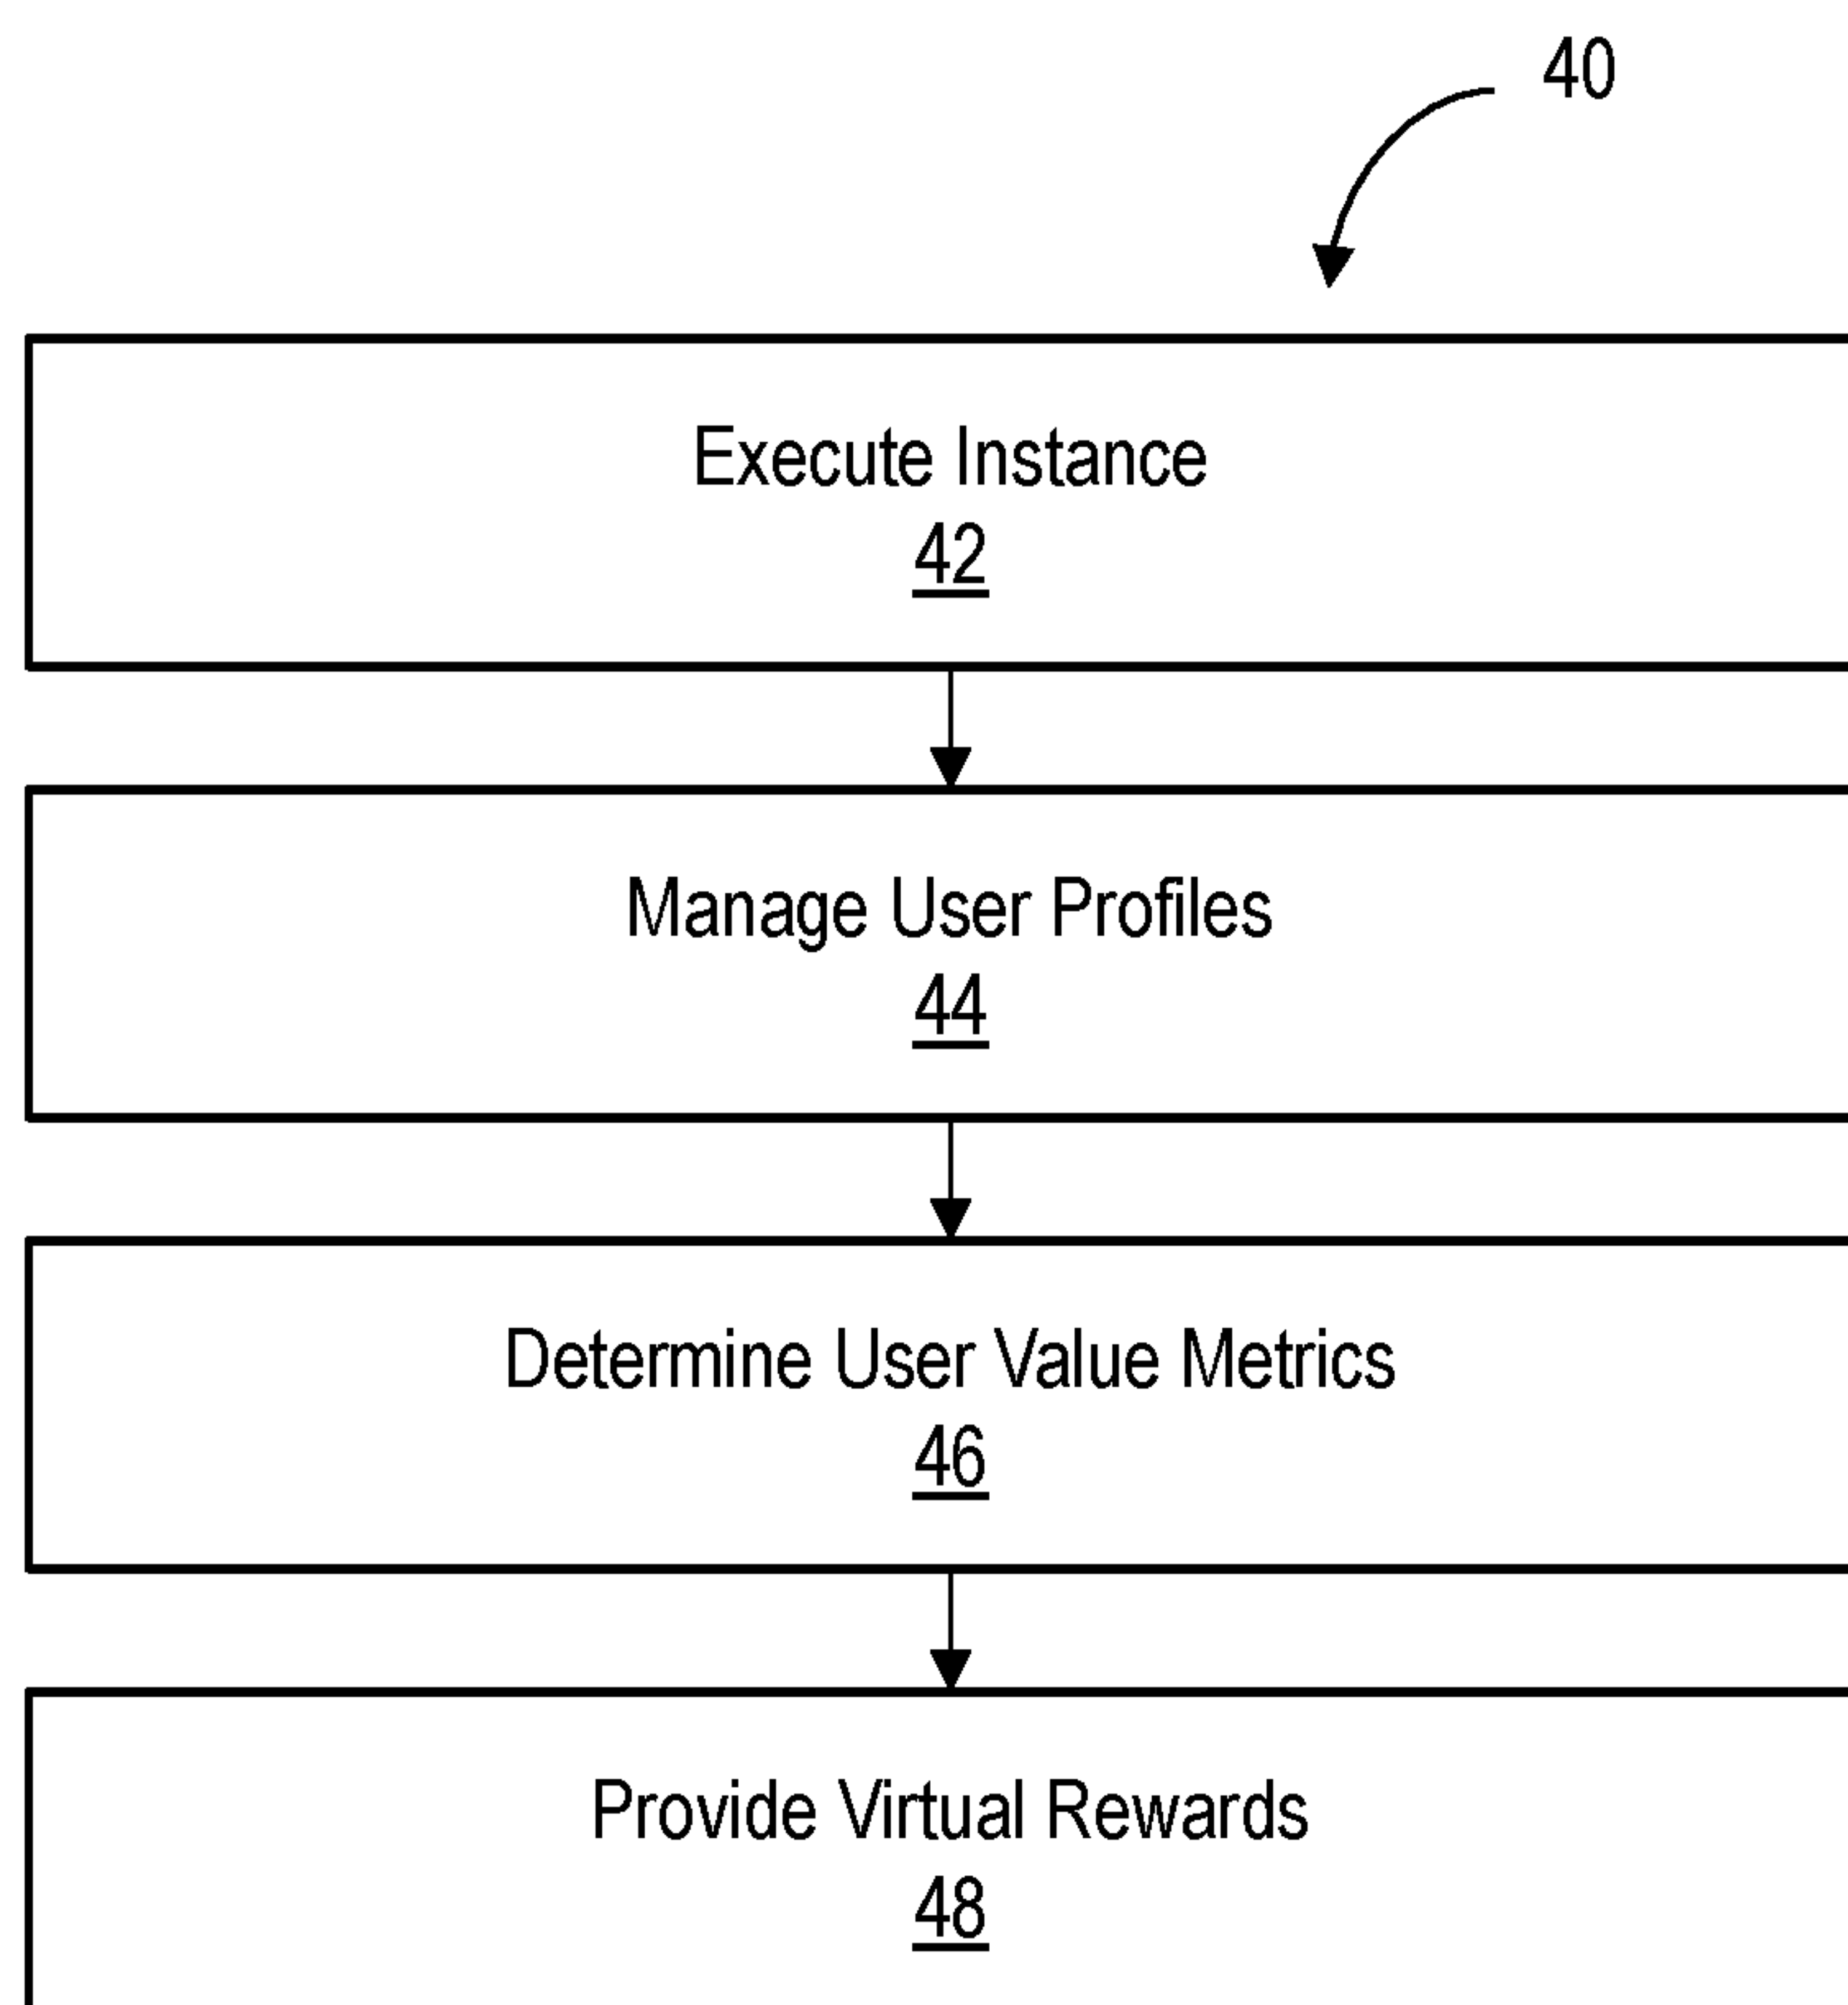 40
Execute Instance
42
Manage User Profiles
44
Determine User Value Metrics
46
Provide Virtual Rewards
48